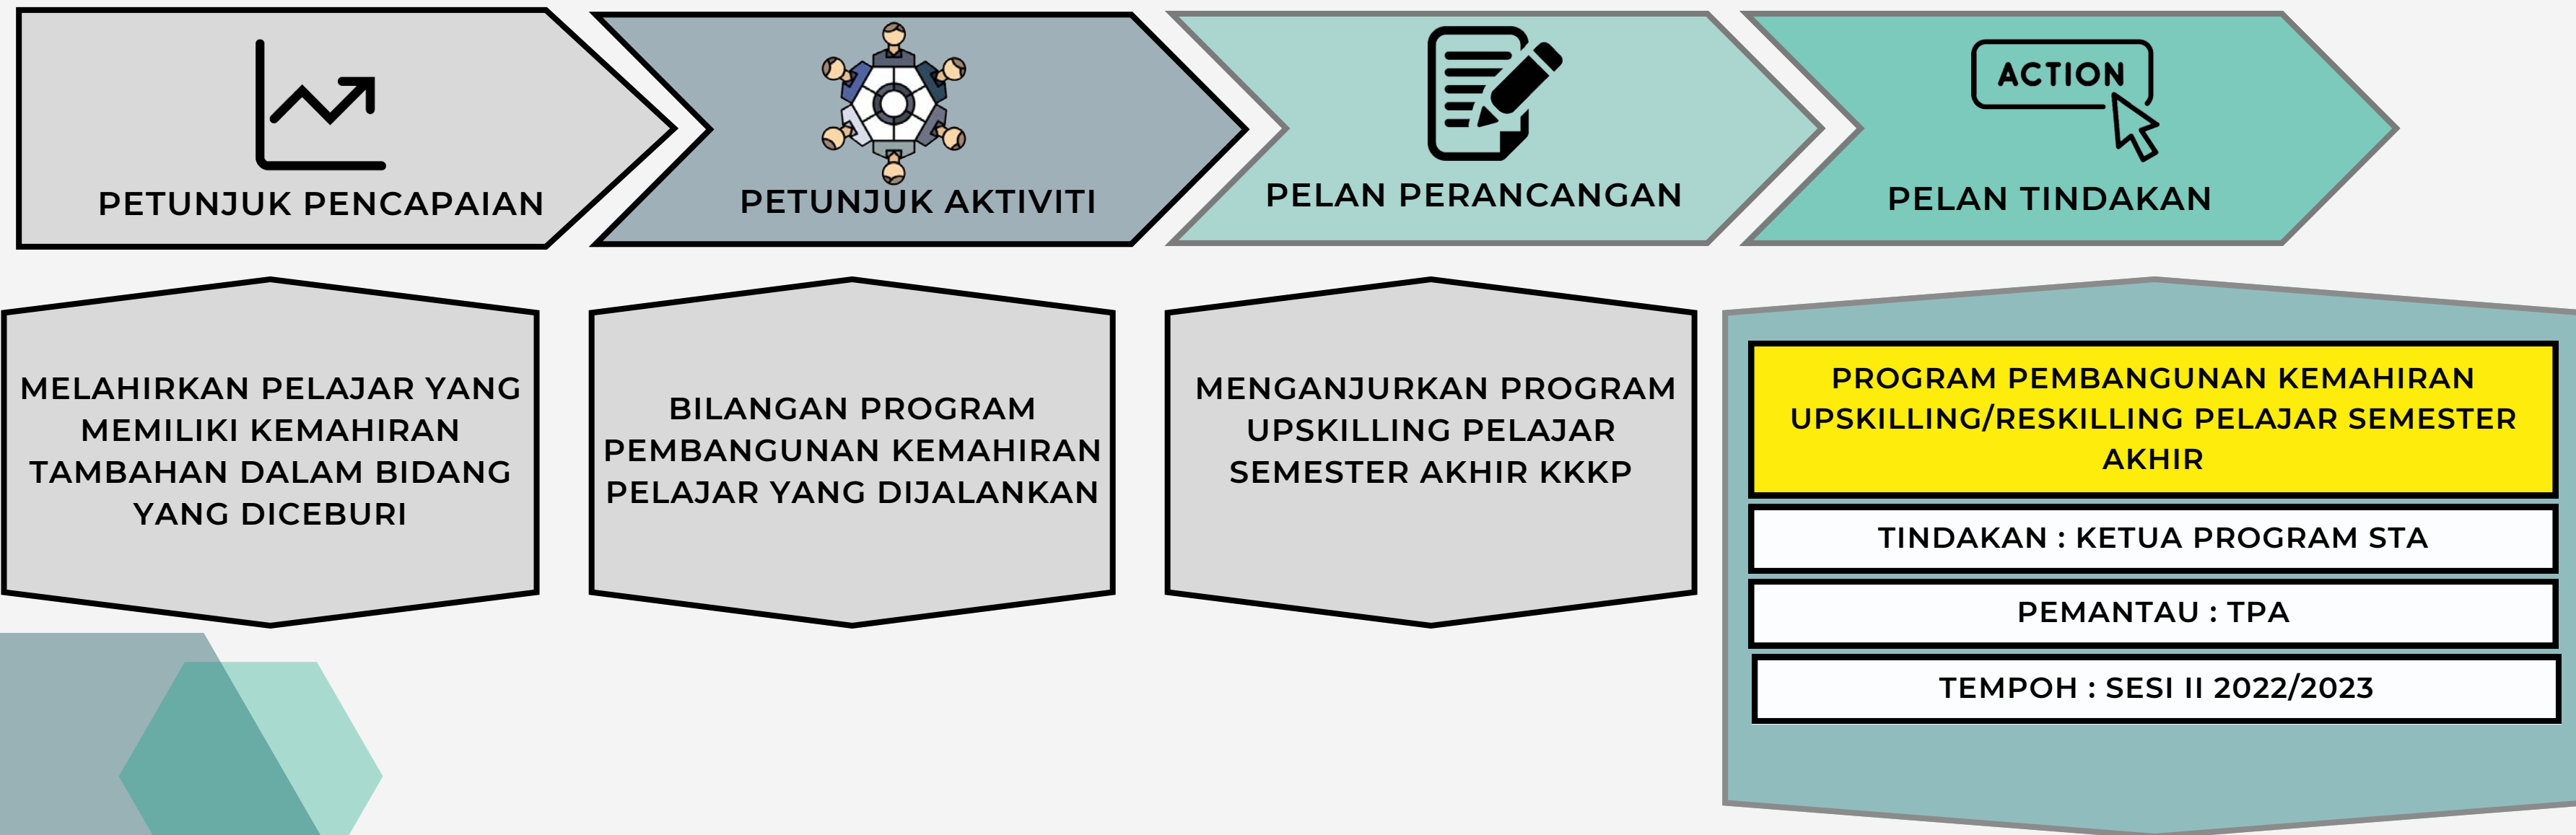 PETUNJUK PENCAPAIAN
PETUNJUK AKTIVITI
PELAN PERANCANGAN
ACTION
PELAN TINDAKAN
MELAHIRKAN PELAJAR YANG
MEMILIKI KEMAHIRAN
TAMBAHAN DALAM BIDANG
YANG DICEBURI
BILANGAN PROGRAM
PEMBANGUNAN KEMAHIRAN
PELAJAR YANG DIJALANKAN
MENGANJURKAN PROGRAM
UPSKILLING PELAJAR
SEMESTER AKHIR KKKP
PROGRAM PEMBANGUNAN KEMAHIRAN
UPSKILLING/RESKILLING PELAJAR SEMESTER
AKHIR
TINDAKAN : KETUA PROGRAM STA
PEMANTAU : TPA
TEMPOH : SESI II 2022/2023